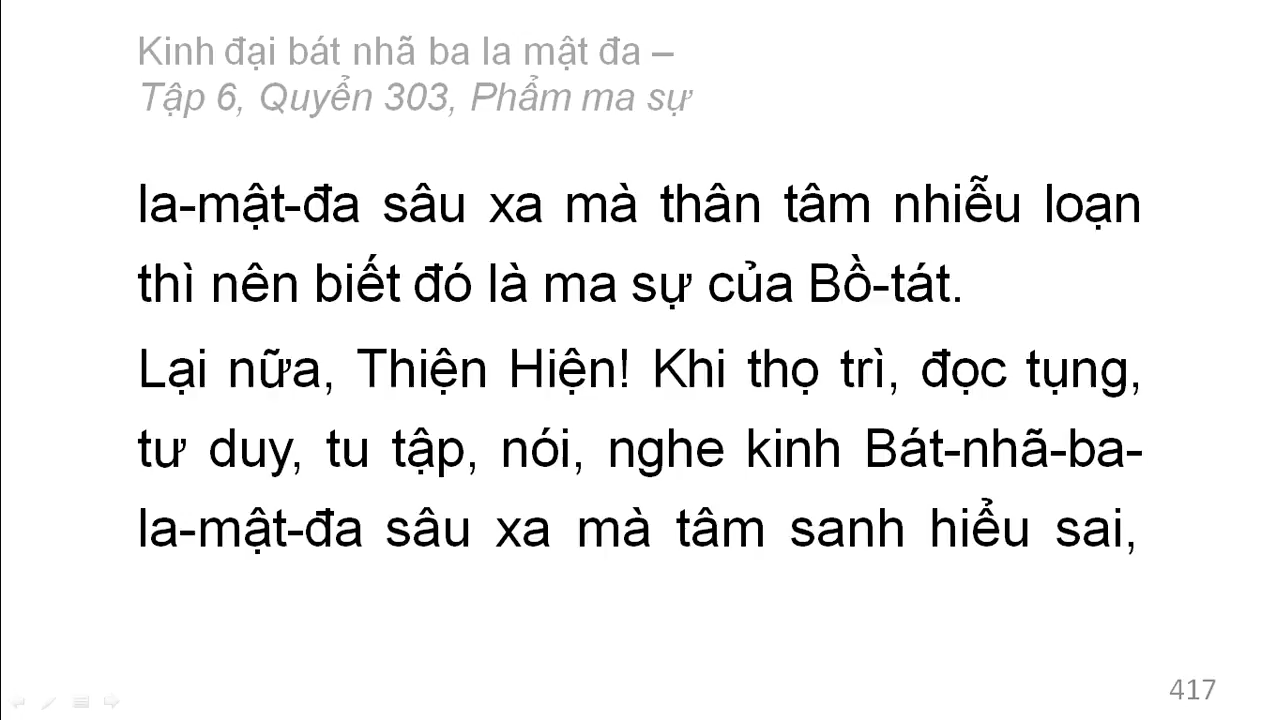 Kinh đại bát nhã ba la mật đa –
Tập 6, Quyển 303, Phẩm ma sự
la-mật-đa sâu xa mà thân tâm nhiễu loạn
thì nên biết đó là ma sự của Bồ-tát.
Lại nữa, Thiện Hiện! Khi thọ trì, đọc tụng,
tư duy, tu tập, nói, nghe kinh Bát-nhã-ba-
la-mật-đa sâu xa mà tâm sanh hiểu sai,
417